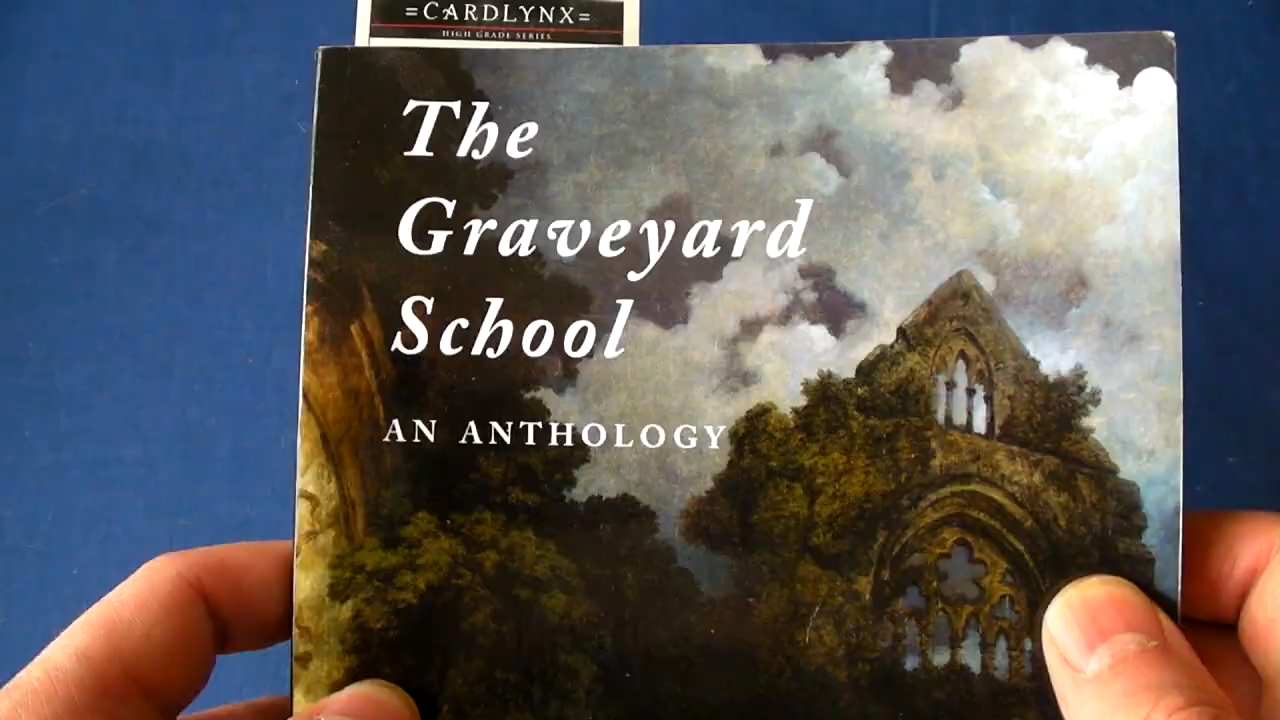 =CARDLYNX=
HIGH GRADE SERIES
The
Graveyard
School
AN ANTHOLOGY